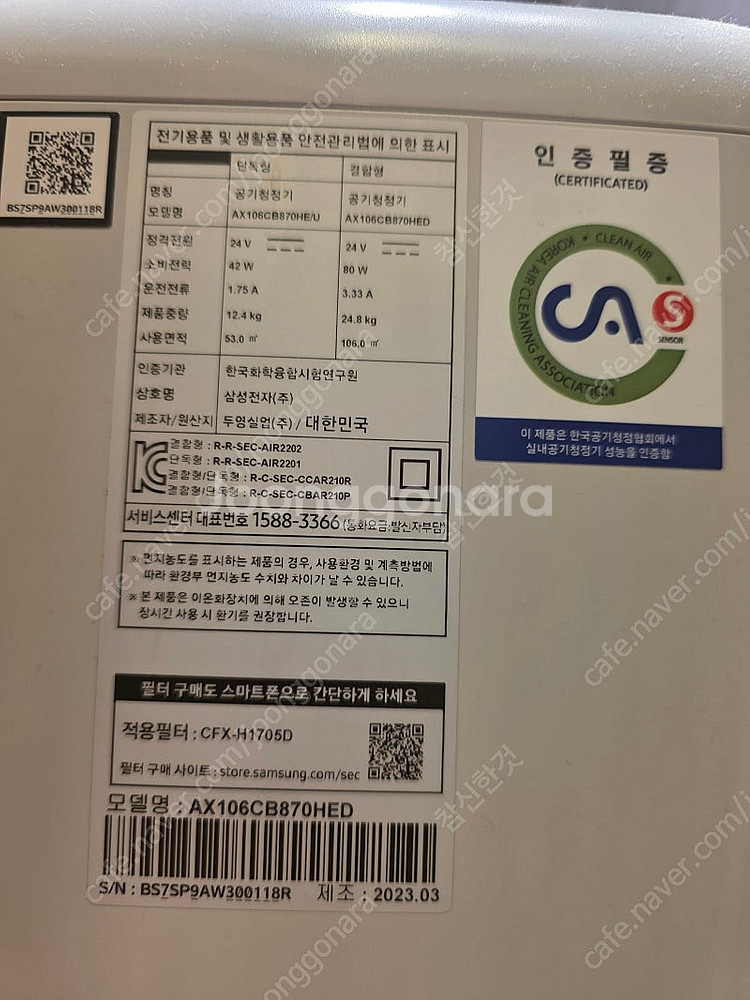 BS7SP9AW300118R
전기용품 및 생활용품 안전관리법에 의한 표시
단독형 결합형
명칭 공기청정기 공기청정기
모델명 AX106CB870HE/U AX106CB870HED
정격전원 24 V 24 V
소비전력 42 W 80 W
운전전류 1.75 A 3.33 A
제품중량 12.4 kg 24.8 kg
사용면적 53.0 ㎡ 106.0 ㎡
인증기관 한국화학융합시험연구원
상호명 삼성전자(주)
제조자/원산지 두영실업(주) / 대한민국
결합형 : R-R-SEC-AIR2202
단독형 : R-R-SEC-AIR2201
결합형/단독형 : R-C-SEC-CCAR210R
결합형/단독형 : R-C-SEC-CBAR210P
서비스센터 대표번호 1588-3366 (통화요금:발신자부담)
※ 먼지농도를 표시하는 제품의 경우, 사용환경 및 계측방법에
따라 환경부 먼지농도 수치와 차이가 날 수 있습니다.
※ 본 제품은 이온화장치에 의해 오존이 발생할 수 있으니
장시간 사용 시 환기를 권장합니다.
필터 구매도 스마트폰으로 간단하게 하세요
적용필터 : CFX-H1705D
필터 구매 사이트 : store.samsung.com/sec
모델명 : AX106CB870HED
S/N : BS7SP9AW300118R 제조 : 2023.03
인 증 필 증
(CERTIFICATED)
KOREA AIR CLEANING ASSOCIATION • CLEAN AIR •
CA
S
SENSOR
이 제품은 한국공기청정협회에서
실내공기청정기 성능을 인증함
joonggonara
cafe.naver.com/joonggonara
참신한것